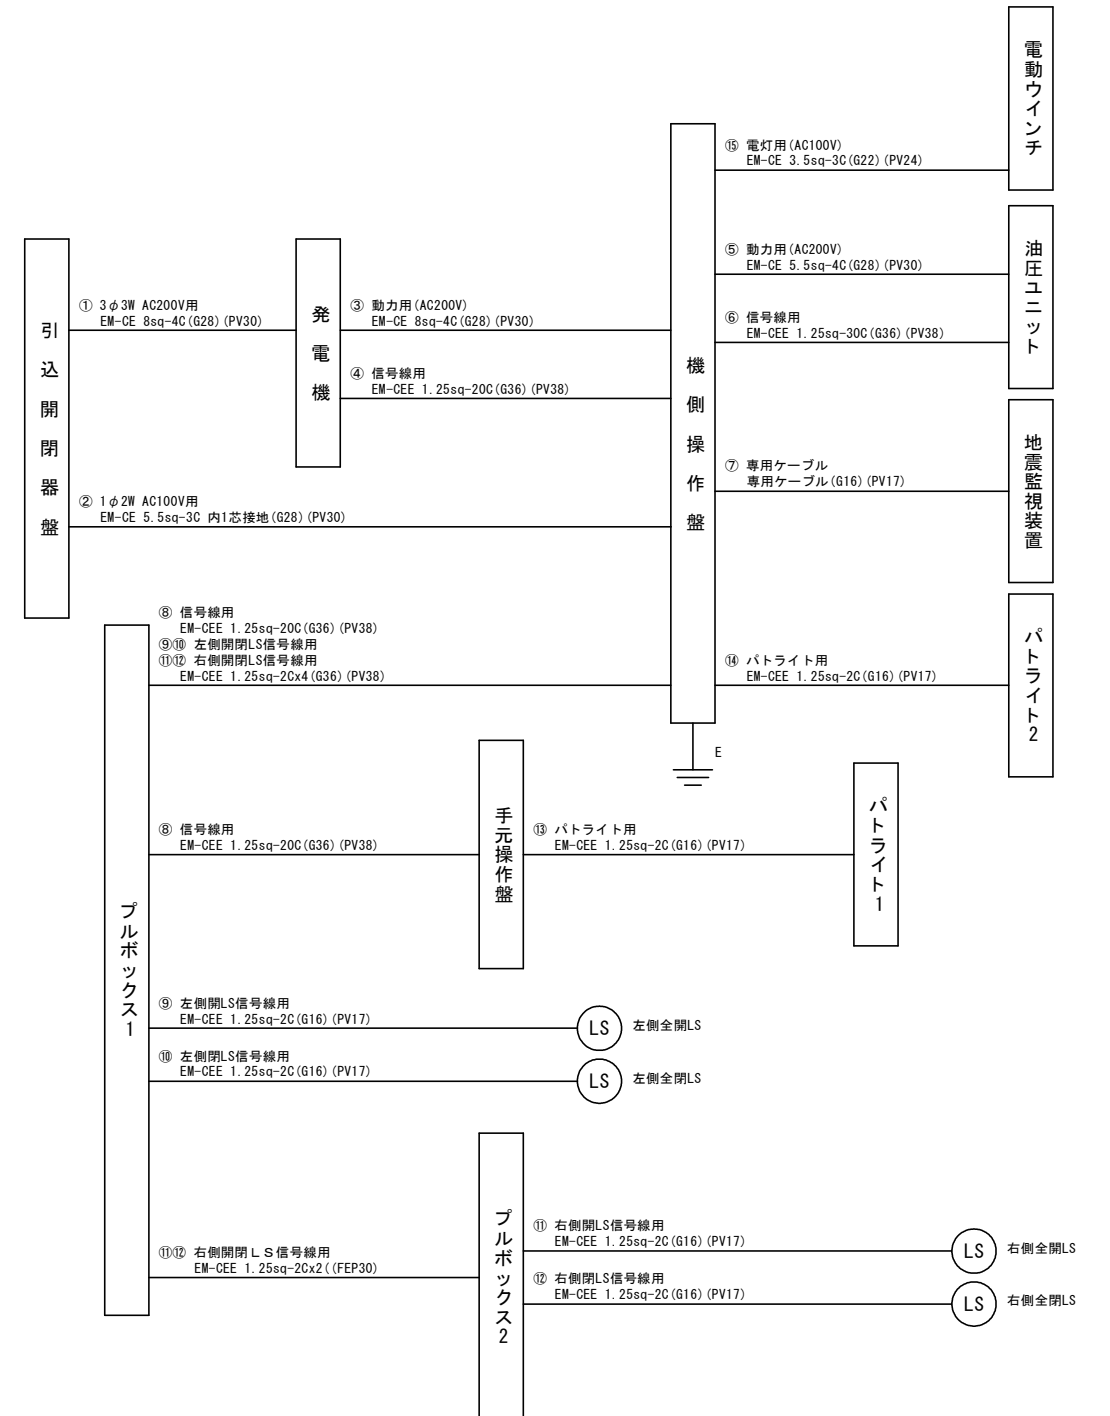 電動ウインチ
⑮ 電灯用(AC100V)
EM-CE 3.5sq-3C(G22)(PV24)
油圧ユニット
⑤ 動力用(AC200V)
EM-CE 5.5sq-4C(G28)(PV30)
⑥ 信号線用
EM-CEE 1.25sq-30C(G36)(PV38)
引込開閉器盤
① 3φ3W AC200V用
EM-CE 8sq-4C(G28)(PV30)
発電機
③ 動力用(AC200V)
EM-CE 8sq-4C(G28)(PV30)
④ 信号線用
EM-CEE 1.25sq-20C(G36)(PV38)
機側操作盤
地震監視装置
⑦ 専用ケーブル
専用ケーブル(G16)(PV17)
② 1φ2W AC100V用
EM-CE 5.5sq-3C 内1芯接地(G28)(PV30)
⑧ 信号線用
EM-CEE 1.25sq-20C(G36)(PV38)
⑨⑩ 左側開閉LS信号線用
⑪⑫ 右側開閉LS信号線用
EM-CEE 1.25sq-2Cx4(G36)(PV38)
⑭ パトライト用
EM-CEE 1.25sq-2C(G16)(PV17)
パトライト2
E
プルボックス1
⑧ 信号線用
EM-CEE 1.25sq-20C(G36)(PV38)
手元操作盤
⑬ パトライト用
EM-CEE 1.25sq-2C(G16)(PV17)
パトライト1
⑨ 左側開LS信号線用
EM-CEE 1.25sq-2C(G16)(PV17)
LS 左側全開LS
⑩ 左側閉LS信号線用
EM-CEE 1.25sq-2C(G16)(PV17)
LS 左側全閉LS
⑪⑫ 右側開閉LS信号線用
EM-CEE 1.25sq-2Cx2((FEP30)
プルボックス2
⑪ 右側開LS信号線用
EM-CEE 1.25sq-2C(G16)(PV17)
LS 右側全開LS
⑫ 右側閉LS信号線用
EM-CEE 1.25sq-2C(G16)(PV17)
LS 右側全閉LS